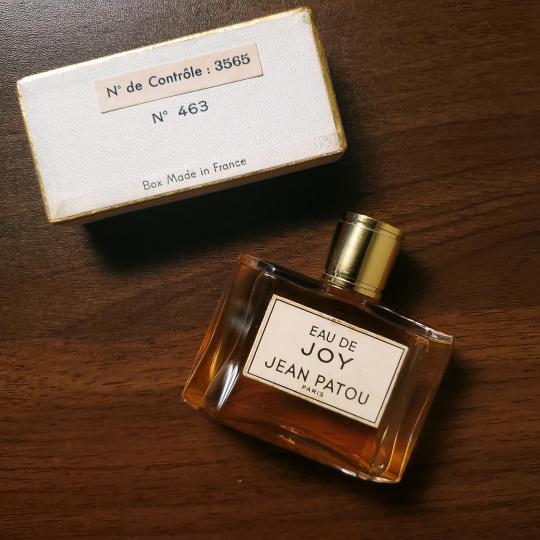 N° de Contrôle : 3565
N° 463
Box Made in France
EAU DE
JOY
JEAN PATOU
PARIS